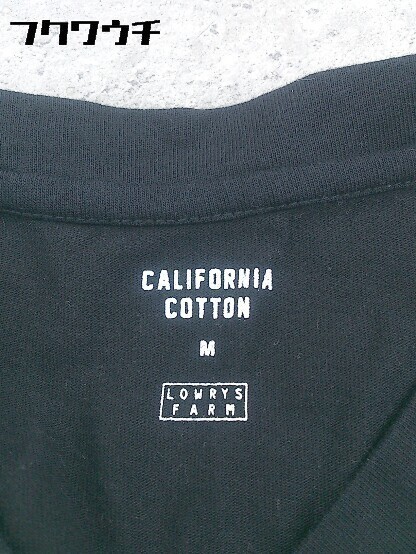 フクワウチ
CALIFORNIA
COTTON
M
LOWRYS
FARM